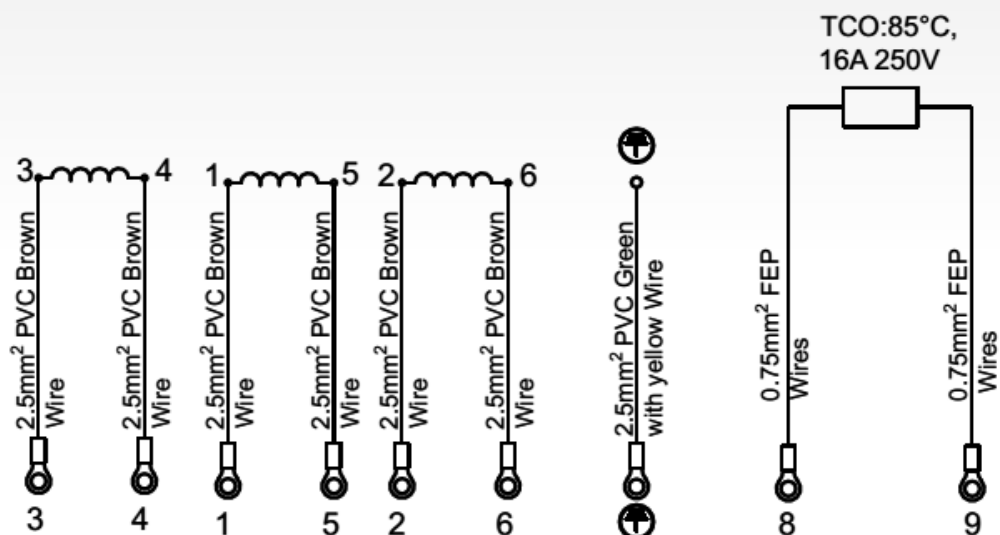 TCO:85°C,
16A 250V
3 4 1 5 2 6
2.5mm² PVC Brown
Wire
2.5mm² PVC Brown
Wire
2.5mm² PVC Brown
Wire
2.5mm² PVC Brown
Wire
2.5mm² PVC Brown
Wire
2.5mm² PVC Brown
Wire
2.5mm² PVC Green
with yellow Wire
0.75mm² FEP
Wires
0.75mm² FEP
Wires
3 4 1 5 2 6 8 9